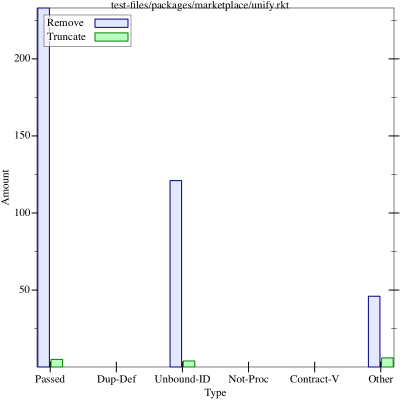 test-files/packages/marketplace/unify.rkt
Remove
Truncate
200
150
100
50
Amount
Passed Dup-Def Unbound-ID Not-Proc Contract-V Other
Type